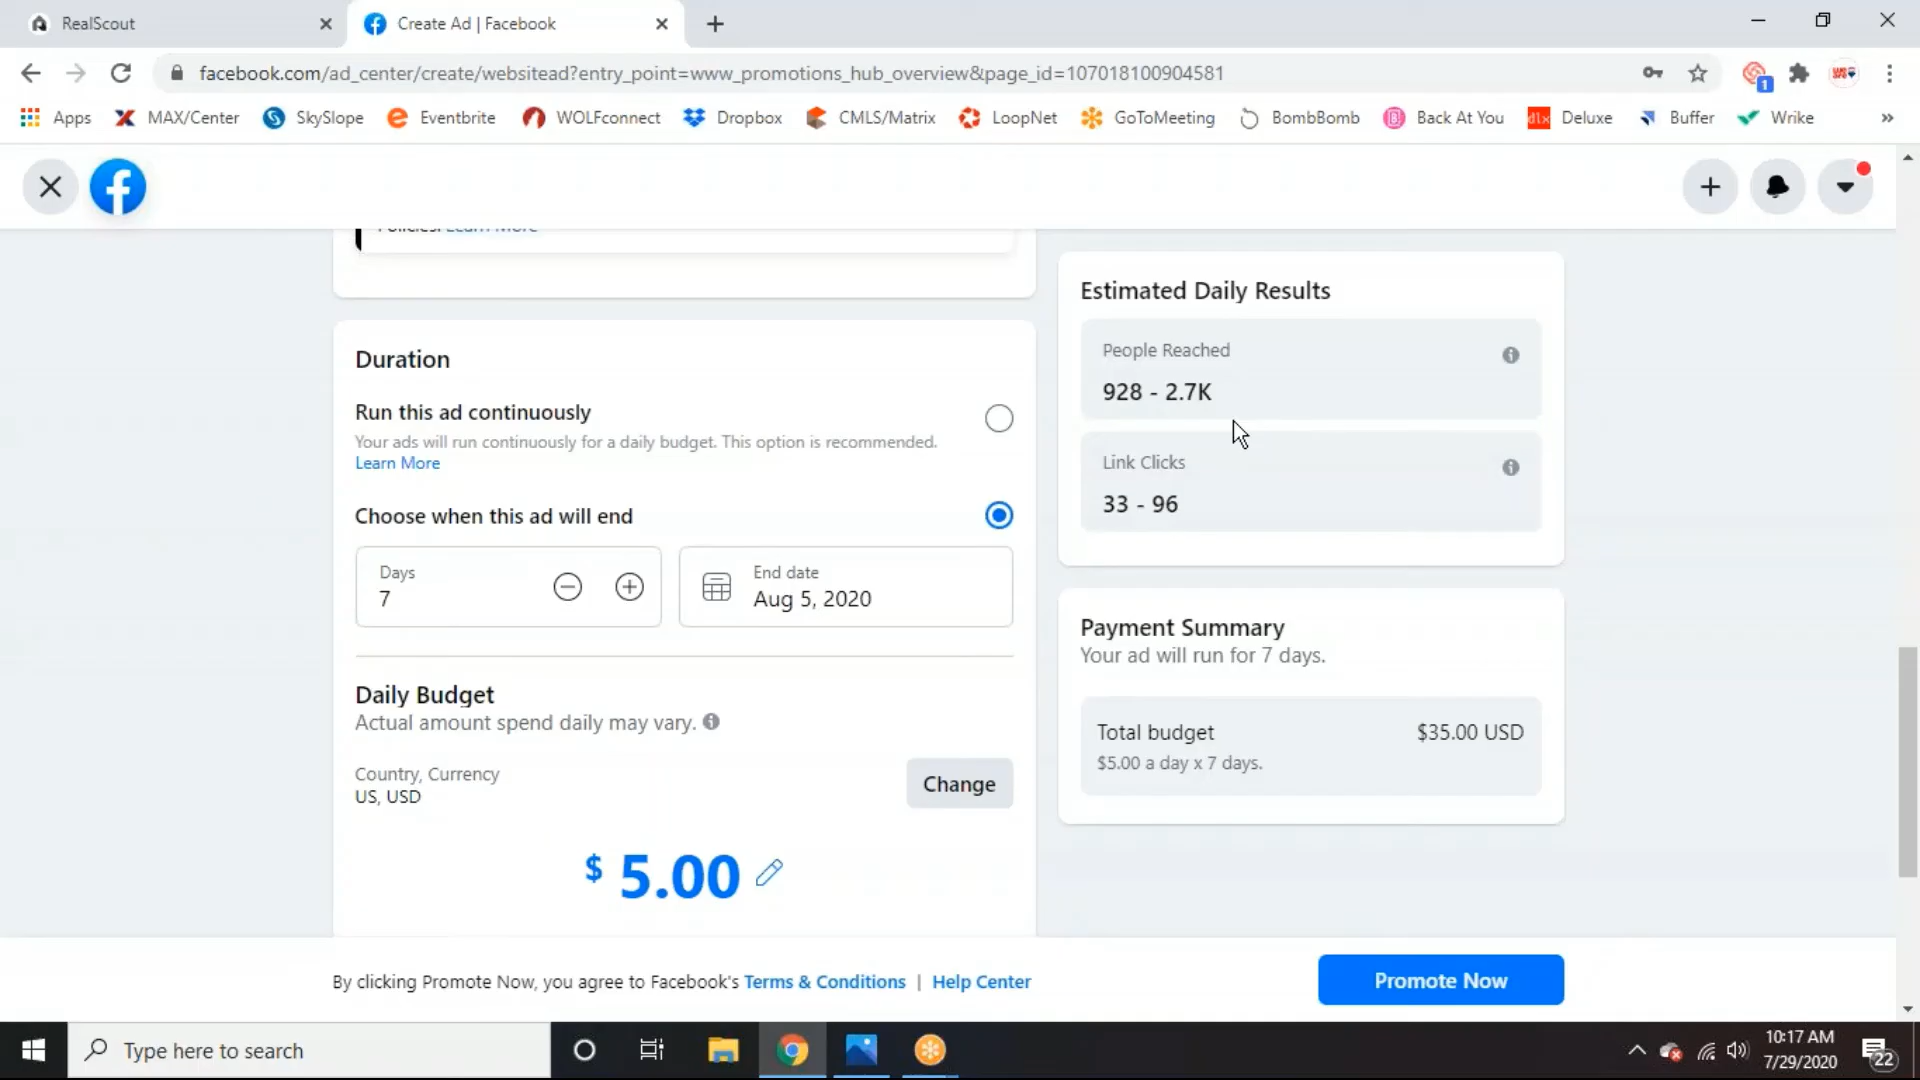 RealScout
Create Ad | Facebook
facebook.com/ad_center/create/websitead?entry_point=www_promotions_hub_overview&page_id=107018100904581
1
Apps
MAX/Center
SkySlope
Eventbrite
WOLFconnect
Dropbox
CMLS/Matrix
LoopNet
GoToMeeting
BombBomb
Back At You
dlx Deluxe
Buffer
Wrike
»
Policies. Learn More
Duration
Run this ad continuously
Your ads will run continuously for a daily budget. This option is recommended.
Learn More
Choose when this ad will end
Days
7
End date
Aug 5, 2020
Daily Budget
Actual amount spend daily may vary.
Country, Currency
US, USD
Change
$ 5.00
Estimated Daily Results
People Reached
928 - 2.7K
Link Clicks
33 - 96
Payment Summary
Your ad will run for 7 days.
Total budget $35.00 USD
$5.00 a day x 7 days.
By clicking Promote Now, you agree to Facebook's Terms & Conditions | Help Center
Promote Now
Type here to search
10:17 AM
7/29/2020
22